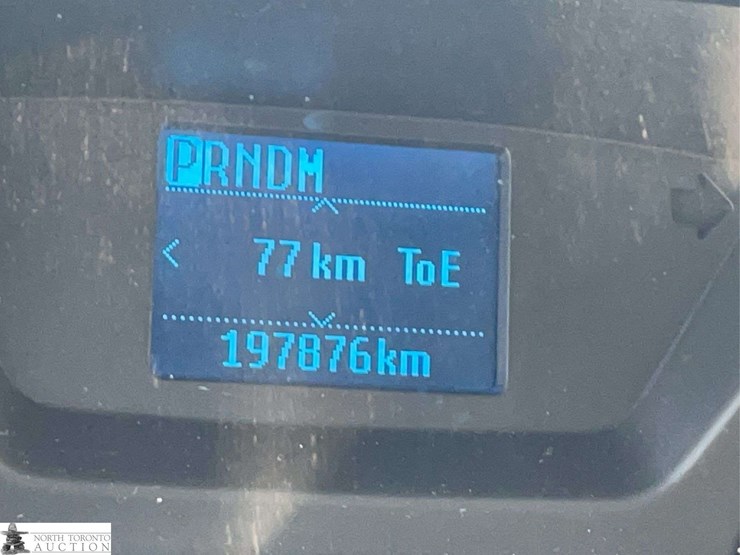 PRNDM
< 77 km ToE
197876km
NORTH TORONTO
AUCTION